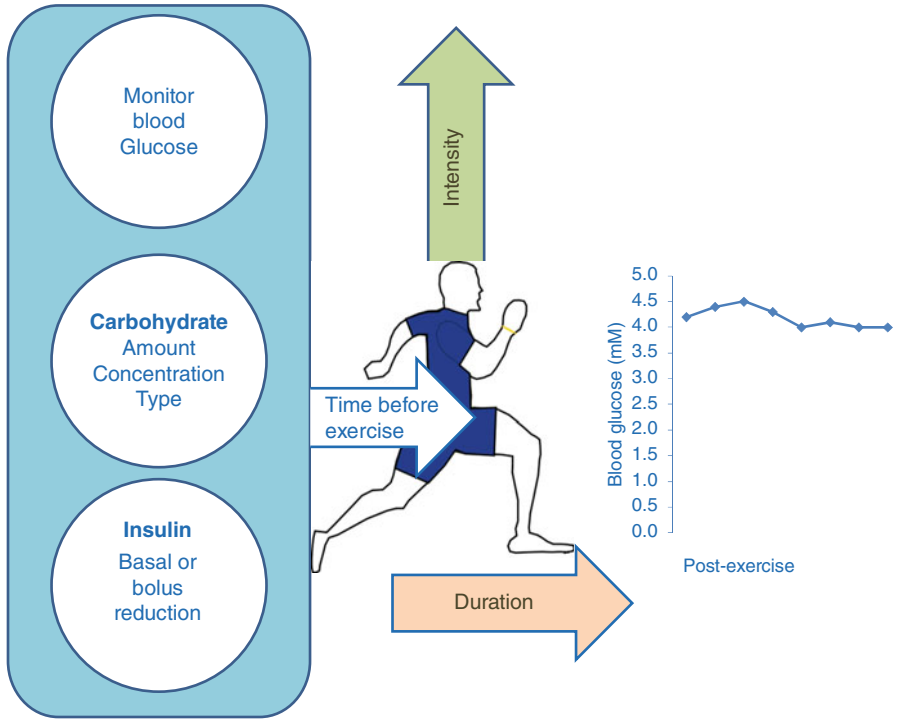 Monitor
blood
Glucose
Carbohydrate
Amount
Concentration
Type
Insulin
Basal or
bolus
reduction
Time before
exercise
Intensity
Duration
Blood glucose (mM)
5.0
4.5
4.0
3.5
3.0
2.5
2.0
1.5
1.0
0.5
0.0
Post-exercise